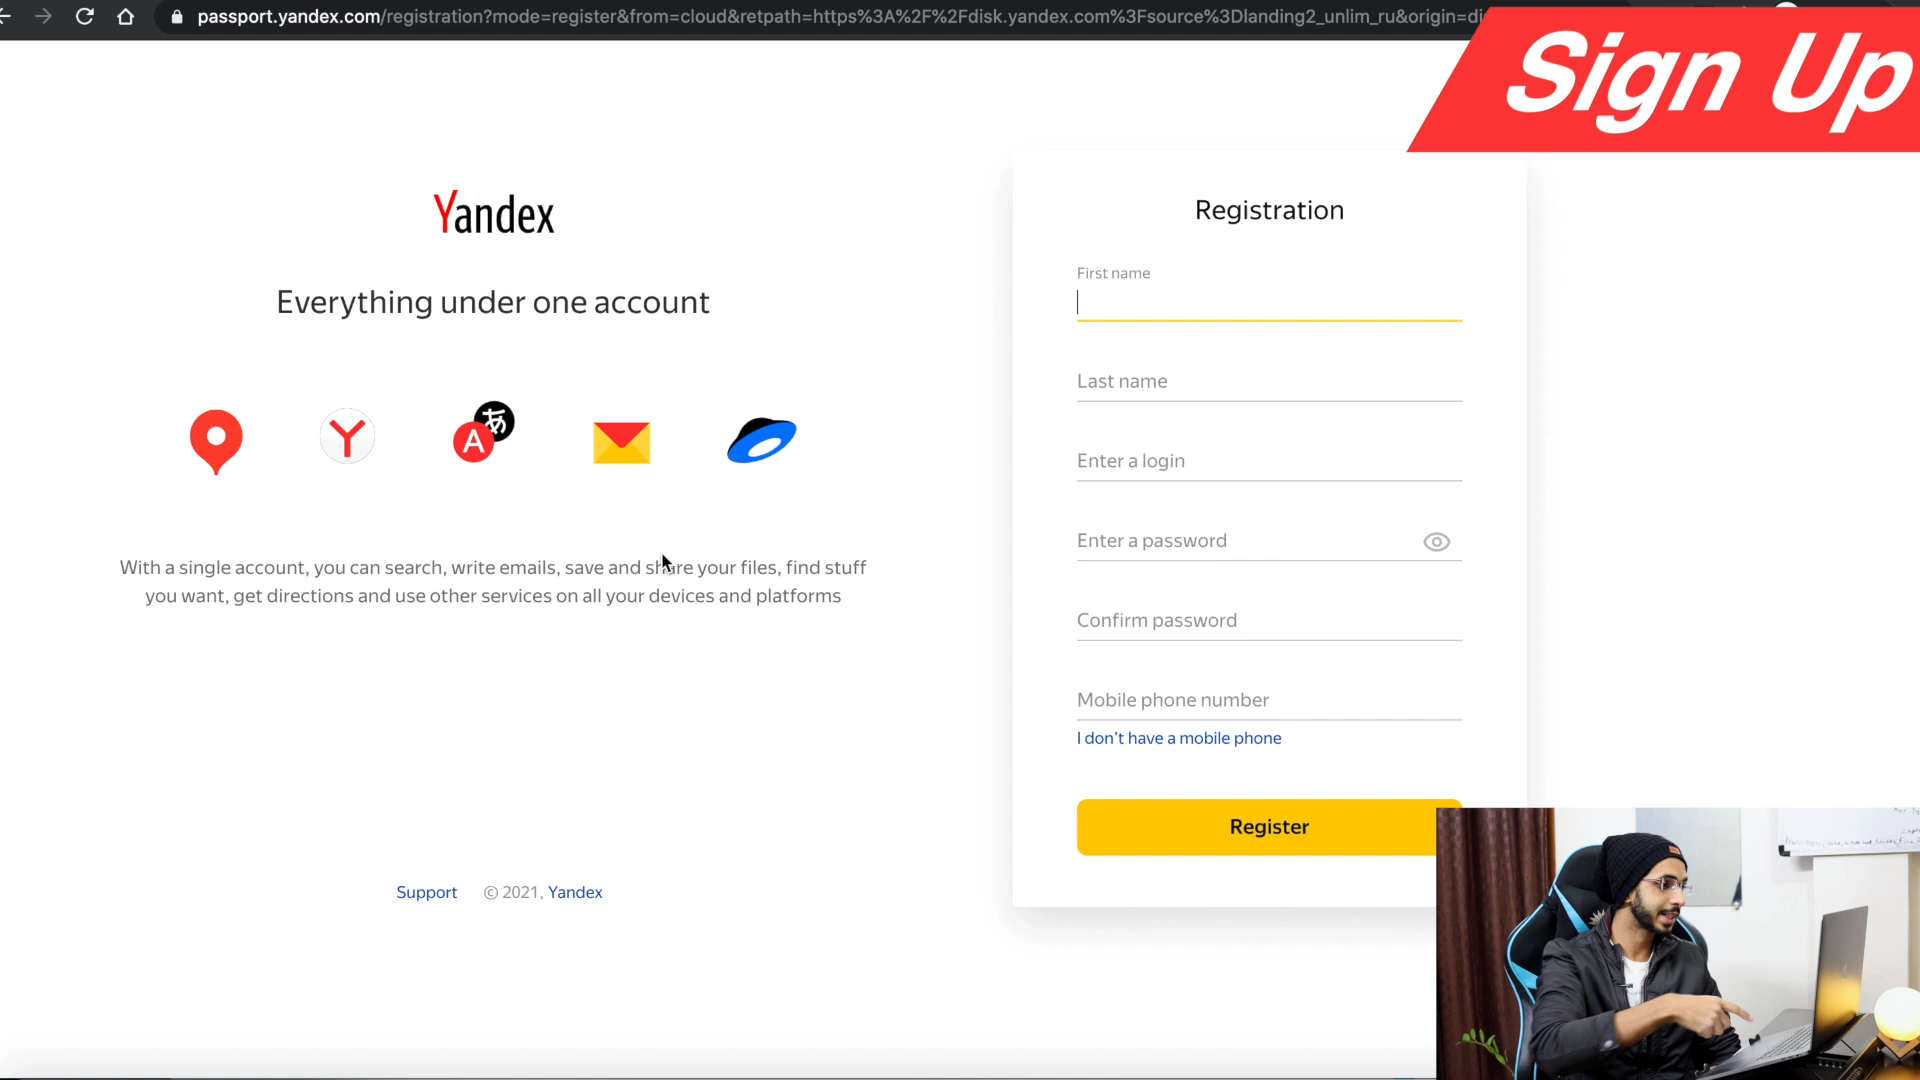 passport.yandex.com/registration?mode=register&from=cloud&retpath=https%3A%2F%2Fdisk.yandex.com%3Fsource%3Dlanding2_unlim_ru&origin=di
Sign Up
Yandex
Everything under one account
Y
A あ
With a single account, you can search, write emails, save and share your files, find stuff
you want, get directions and use other services on all your devices and platforms
Support © 2021, Yandex
Registration
First name
Last name
Enter a login
Enter a password
Confirm password
Mobile phone number
I don't have a mobile phone
Register